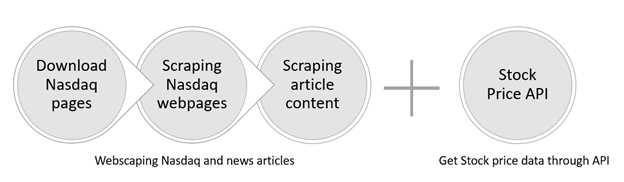 Download
Nasdaq
pages
Scraping
Nasdaq
webpages
Scraping
article
content
Stock
Price API
Webscaping Nasdaq and news articles
Get Stock price data through API